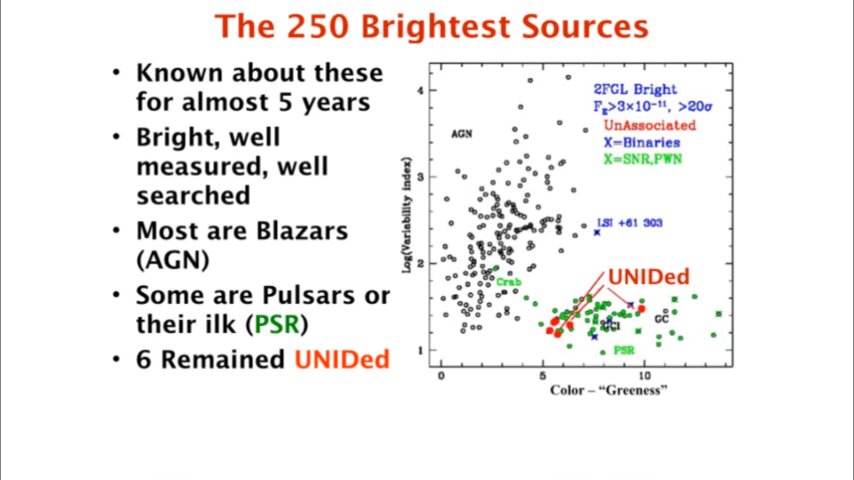 The 250 Brightest Sources
• Known about these
for almost 5 years
• Bright, well
measured, well
searched
• Most are Blazars
(AGN)
• Some are Pulsars or
their ilk (PSR)
• 6 Remained UNIDed
2FGL Bright
F_E>3×10⁻¹¹, >20σ
UnAssociated
X=Binaries
X=SNR,PWN
AGN
LSI +61 303
UNIDed
Crab
GC
PSR
4
3
2
1
Log(Variability index)
0
5
10
Color – "Greeness"